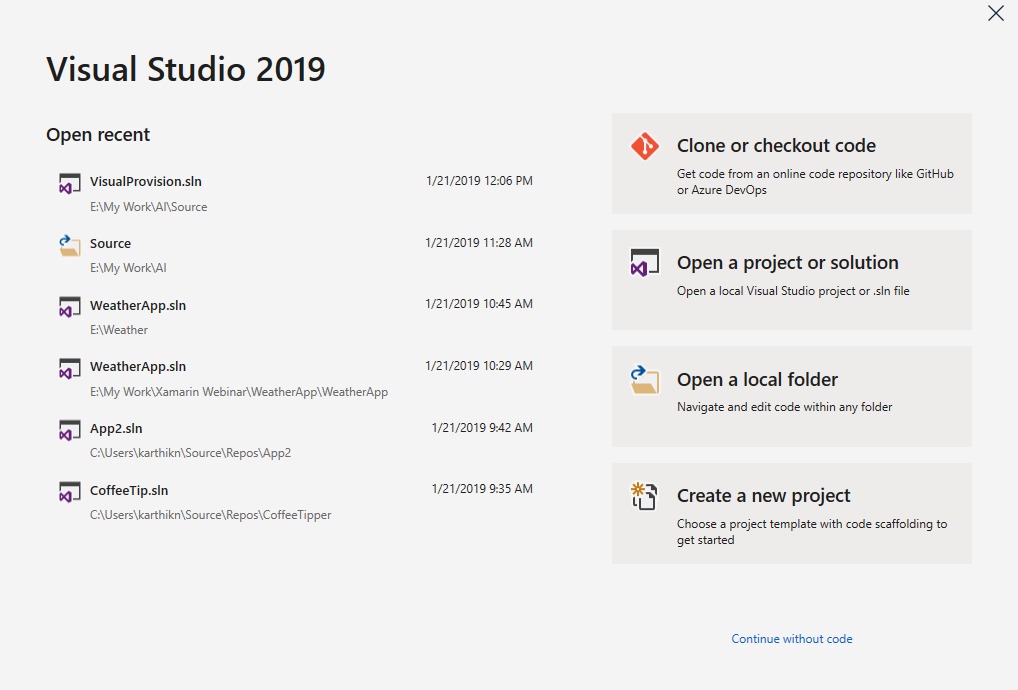 Visual Studio 2019
Open recent
VisualProvision.sln 1/21/2019 12:06 PM
E:\My Work\AI\Source
Source 1/21/2019 11:28 AM
E:\My Work\AI
WeatherApp.sln 1/21/2019 10:45 AM
E:\Weather
WeatherApp.sln 1/21/2019 10:29 AM
E:\My Work\Xamarin Webinar\WeatherApp\WeatherApp
App2.sln 1/21/2019 9:42 AM
C:\Users\karthikn\Source\Repos\App2
CoffeeTip.sln 1/21/2019 9:35 AM
C:\Users\karthikn\Source\Repos\CoffeeTipper
Clone or checkout code
Get code from an online code repository like GitHub
or Azure DevOps
Open a project or solution
Open a local Visual Studio project or .sln file
Open a local folder
Navigate and edit code within any folder
Create a new project
Choose a project template with code scaffolding to
get started
Continue without code